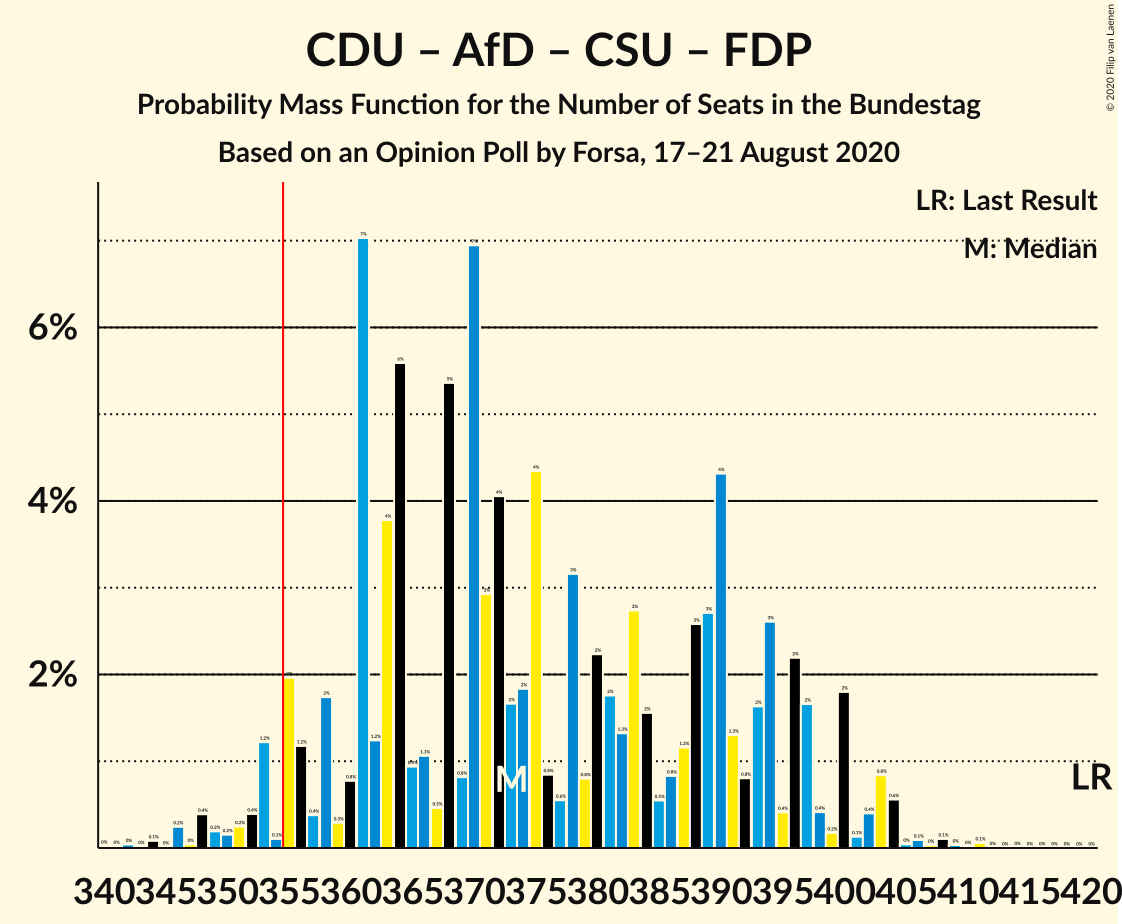 © 2020 Filip van Laenen
CDU – AfD – CSU – FDP
Probability Mass Function for the Number of Seats in the Bundestag
Based on an Opinion Poll by Forsa, 17–21 August 2020
LR: Last Result
M: Median
6%
4%
2%
M
LR
340 345 350 355 360 365 370 375 380 385 390 395 400 405 410 415 420